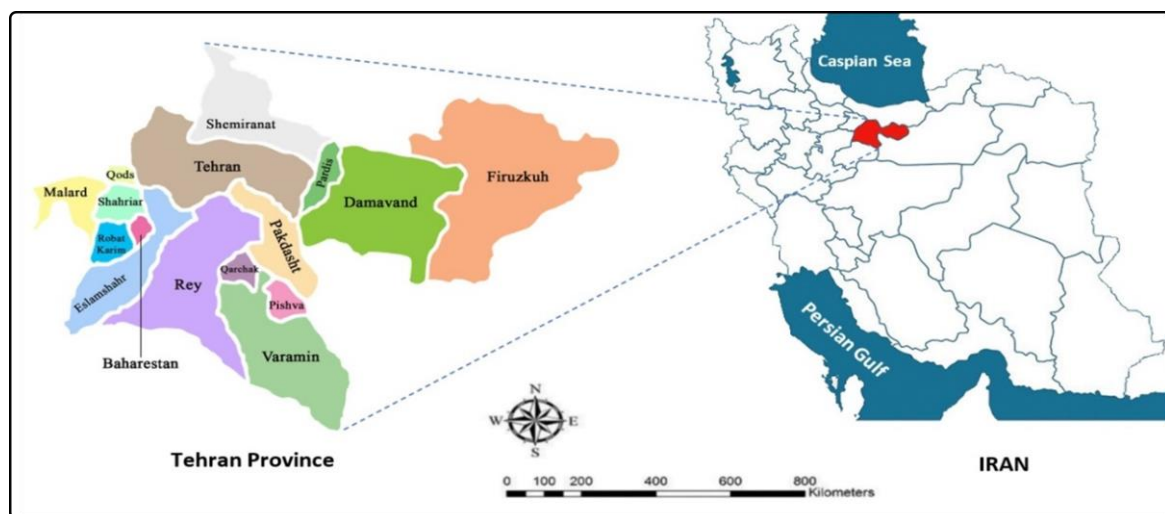 Shemiranat
Tehran
Pardis
Damavand
Firuzkuh
Qods
Malard
Shahriar
Robat
Karim
Eslamshahr
Rey
Pakdasht
Qarchak
Pishva
Varamin
Baharestan
Tehran Province
N
W
E
S
0 50 100 200 400 600 800
Kilometers
Caspian Sea
Persian Gulf
IRAN